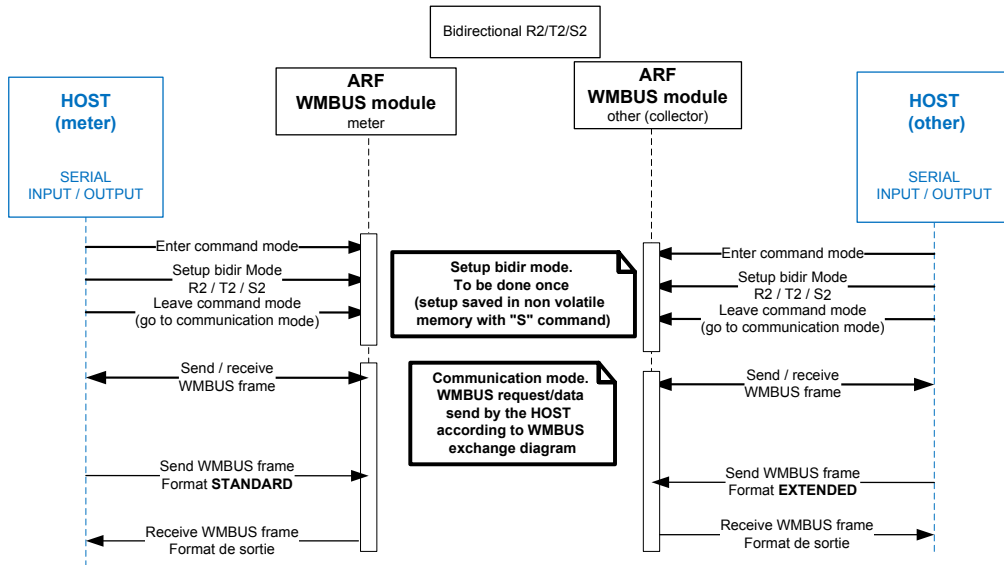 Bidirectional R2/T2/S2
HOST
(meter)
SERIAL
INPUT / OUTPUT
ARF
WMBUS module
meter
ARF
WMBUS module
other (collector)
HOST
(other)
SERIAL
INPUT / OUTPUT
Enter command mode
Setup bidir Mode
R2 / T2 / S2
Leave command mode
(go to communication mode)
Setup bidir mode.
To be done once
(setup saved in non volatile
memory with "S" command)
Enter command mode
Setup bidir Mode
R2 / T2 / S2
Leave command mode
(go to communication mode)
Send / receive
WMBUS frame
Communication mode.
WMBUS request/data
send by the HOST
according to WMBUS
exchange diagram
Send / receive
WMBUS frame
Send WMBUS frame
Format STANDARD
Send WMBUS frame
Format EXTENDED
Receive WMBUS frame
Format de sortie
Receive WMBUS frame
Format de sortie